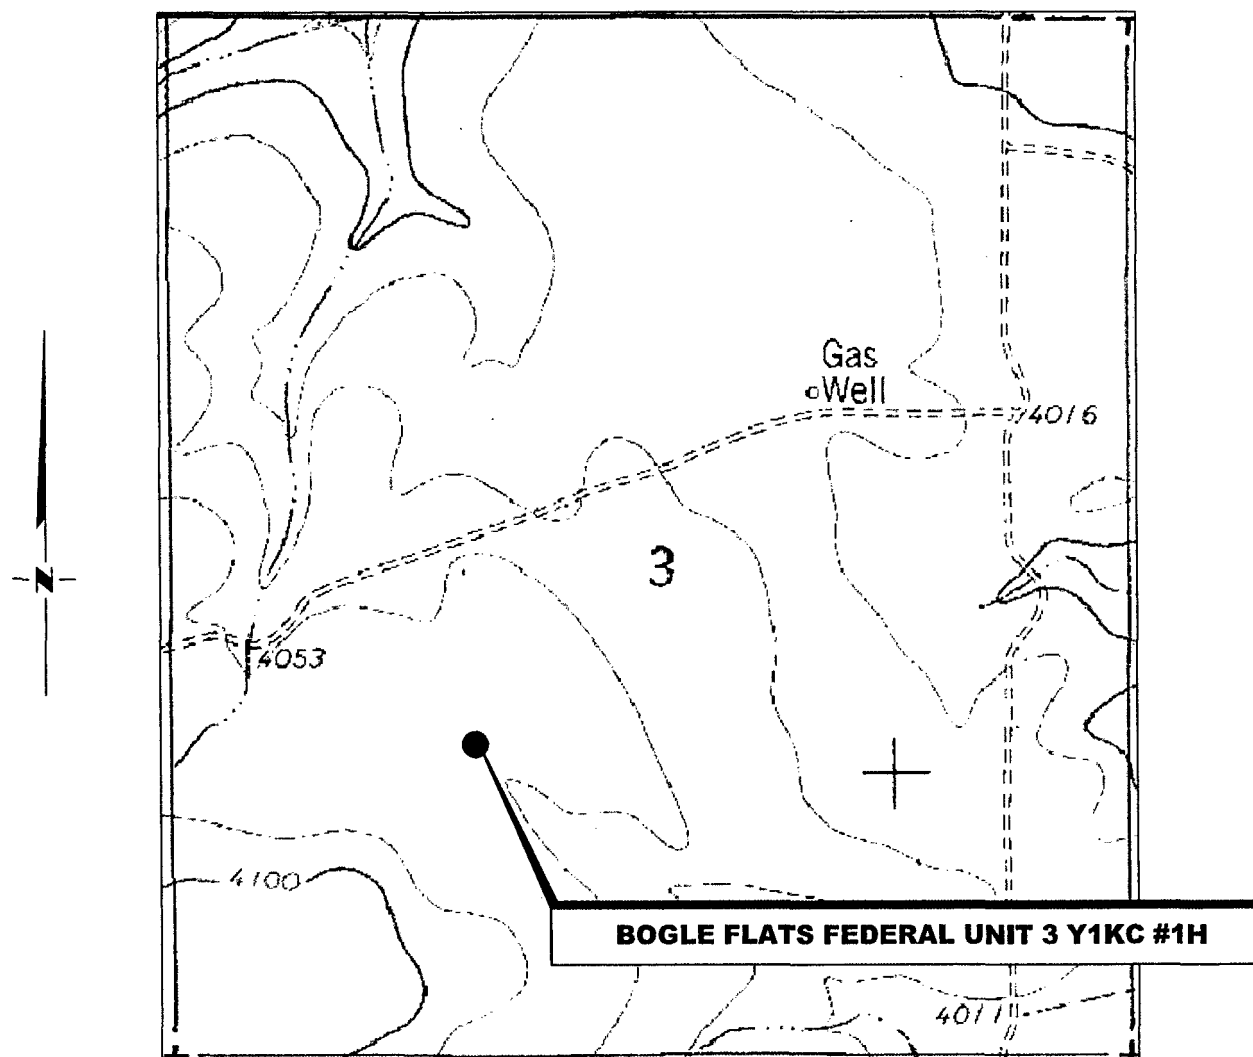 Gas
Well
4016
3
N
4053
4100
BOGLE FLATS FEDERAL UNIT 3 Y1KC #1H
4011